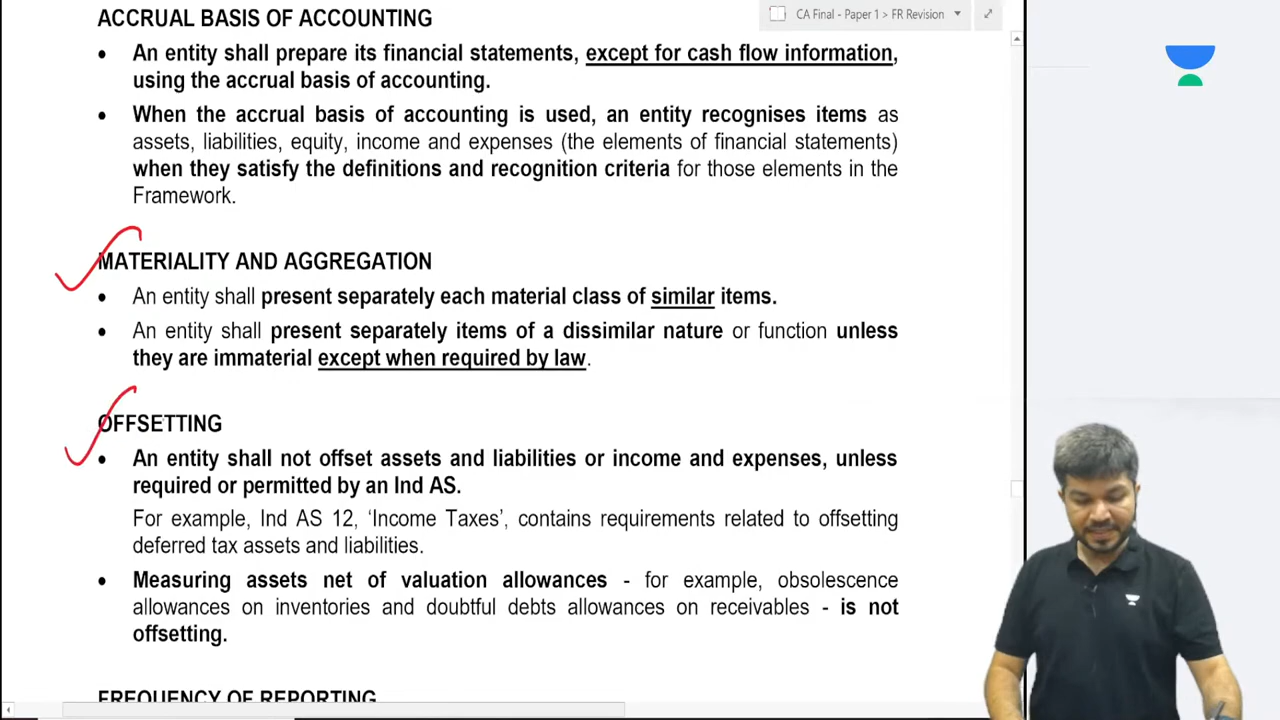 CA Final - Paper 1 > FR Revision
ACCRUAL BASIS OF ACCOUNTING
• An entity shall prepare its financial statements, except for cash flow information,
using the accrual basis of accounting.
• When the accrual basis of accounting is used, an entity recognises items as
assets, liabilities, equity, income and expenses (the elements of financial statements)
when they satisfy the definitions and recognition criteria for those elements in the
Framework.
MATERIALITY AND AGGREGATION
• An entity shall present separately each material class of similar items.
• An entity shall present separately items of a dissimilar nature or function unless
they are immaterial except when required by law.
OFFSETTING
• An entity shall not offset assets and liabilities or income and expenses, unless
required or permitted by an Ind AS.
For example, Ind AS 12, ‘Income Taxes’, contains requirements related to offsetting
deferred tax assets and liabilities.
• Measuring assets net of valuation allowances - for example, obsolescence
allowances on inventories and doubtful debts allowances on receivables - is not
offsetting.
FREQUENCY OF REPORTING